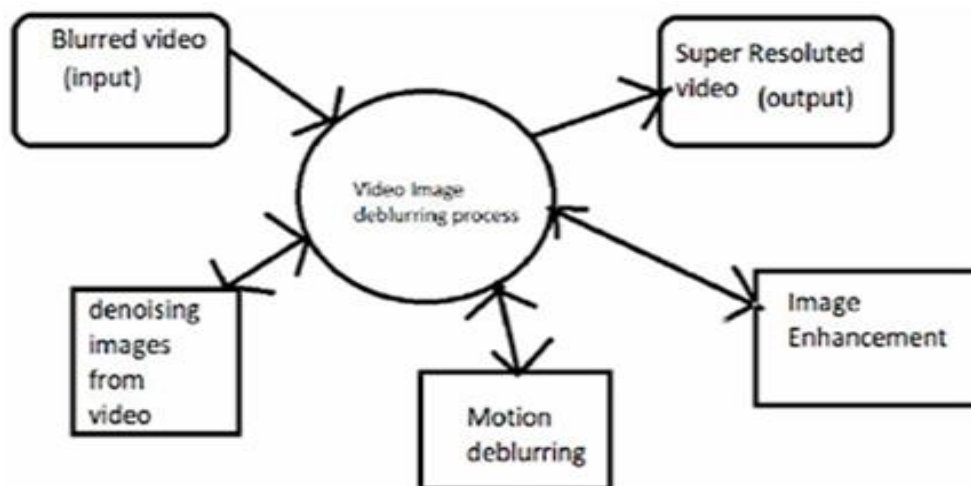 Blurred video
(input)
Super Resoluted
video (output)
Video Image
deblurring process
denoising
images
from
video
Motion
deblurring
Image
Enhancement